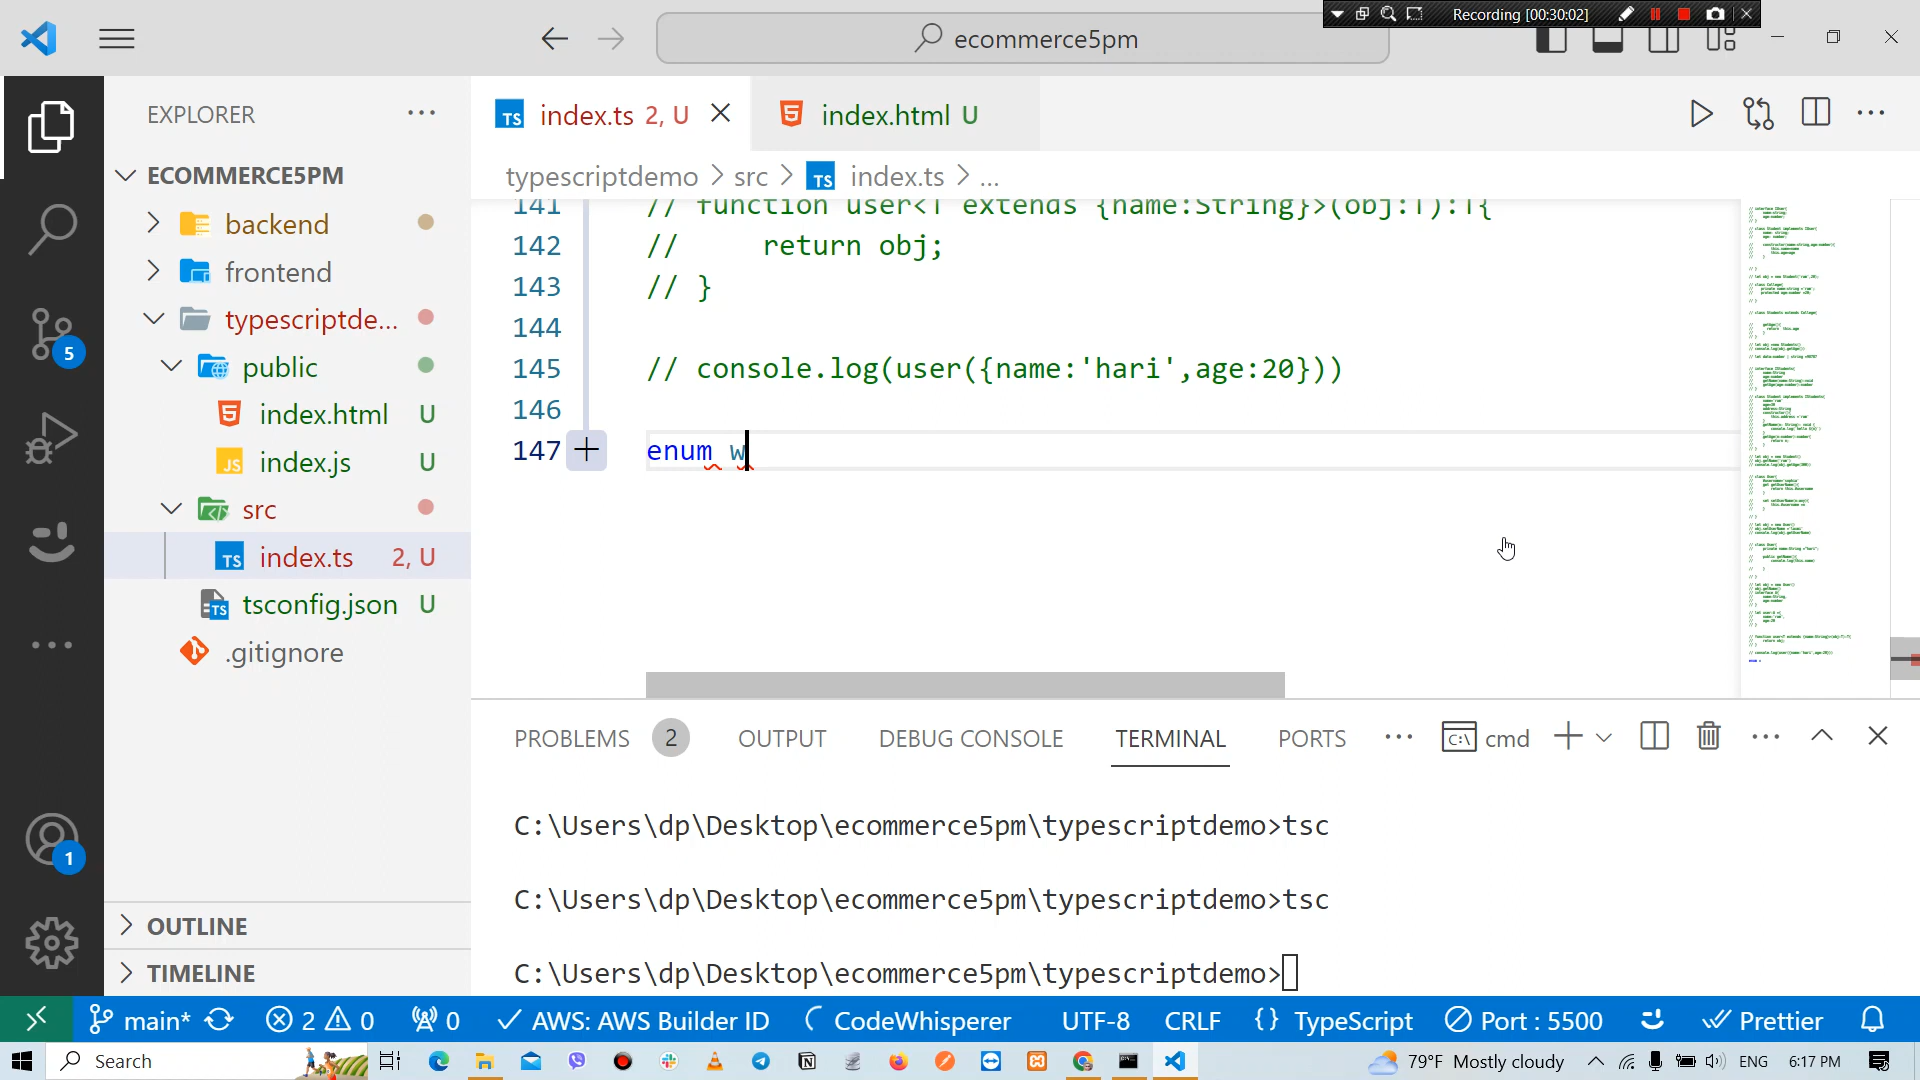 Recording [00:30:02]
ecommerce5pm
EXPLORER
ECOMMERCE5PM
backend
frontend
typescriptde...
public
index.html U
index.js U
src
index.ts 2, U
tsconfig.json U
.gitignore
OUTLINE
TIMELINE
5
1
index.ts 2, U
index.html U
typescriptdemo > src > index.ts > ...
141 // function user<T extends {name:String}>(obj:T):T{
142 //     return obj;
143 // }
144
145 // console.log(user({name:'hari',age:20}))
146
147 enum w
PROBLEMS 2 OUTPUT DEBUG CONSOLE TERMINAL PORTS cmd
C:\Users\dp\Desktop\ecommerce5pm\typescriptdemo>tsc
C:\Users\dp\Desktop\ecommerce5pm\typescriptdemo>tsc
C:\Users\dp\Desktop\ecommerce5pm\typescriptdemo>
main* 2 0 0 AWS: AWS Builder ID CodeWhisperer UTF-8 CRLF {} TypeScript Port : 5500 Prettier
Search 79°F Mostly cloudy ENG 6:17 PM